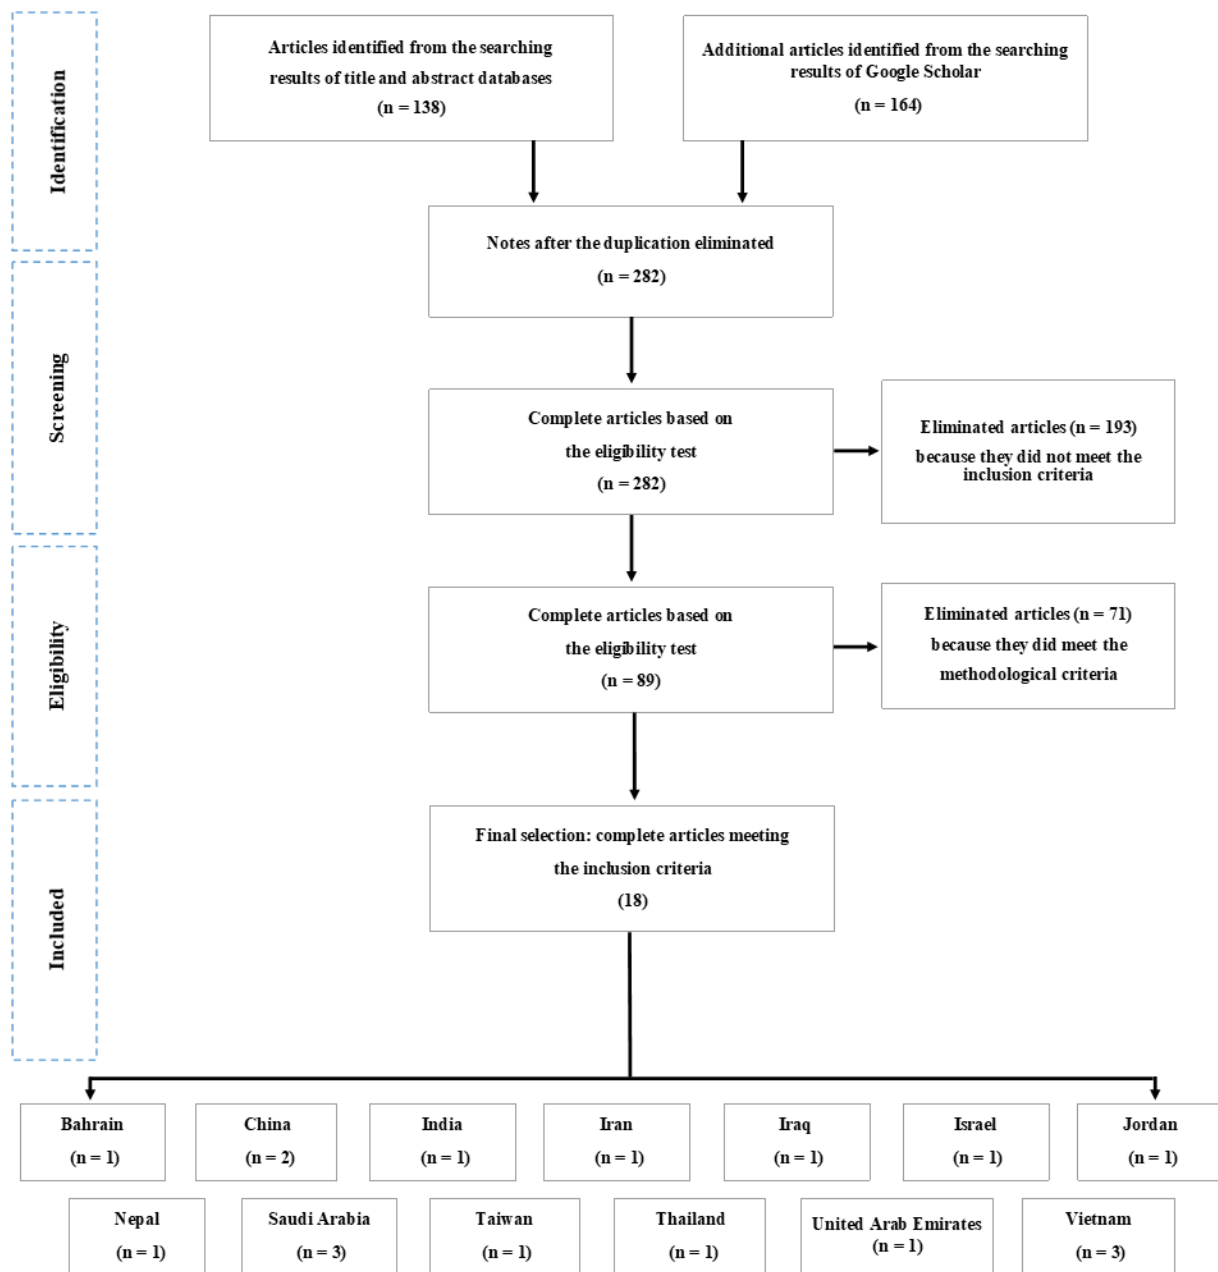 Identification
Articles identified from the searching
results of title and abstract databases
(n = 138)
Additional articles identified from the searching
results of Google Scholar
(n = 164)
Notes after the duplication eliminated
(n = 282)
Screening
Complete articles based on
the eligibility test
(n = 282)
Eliminated articles (n = 193)
because they did not meet the
inclusion criteria
Eligibility
Complete articles based on
the eligibility test
(n = 89)
Eliminated articles (n = 71)
because they did meet the
methodological criteria
Included
Final selection: complete articles meeting
the inclusion criteria
(18)
Bahrain
(n = 1)
China
(n = 2)
India
(n = 1)
Iran
(n = 1)
Iraq
(n = 1)
Israel
(n = 1)
Jordan
(n = 1)
Nepal
(n = 1)
Saudi Arabia
(n = 3)
Taiwan
(n = 1)
Thailand
(n = 1)
United Arab Emirates
(n = 1)
Vietnam
(n = 3)